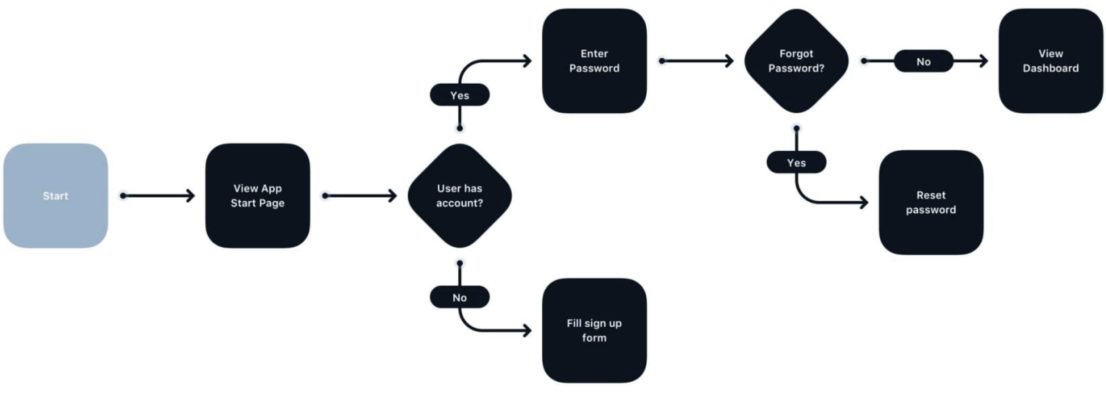 Start
View App
Start Page
User has
account?
Yes
Enter
Password
Forgot
Password?
No
View
Dashboard
Yes
Reset
password
No
Fill sign up
form